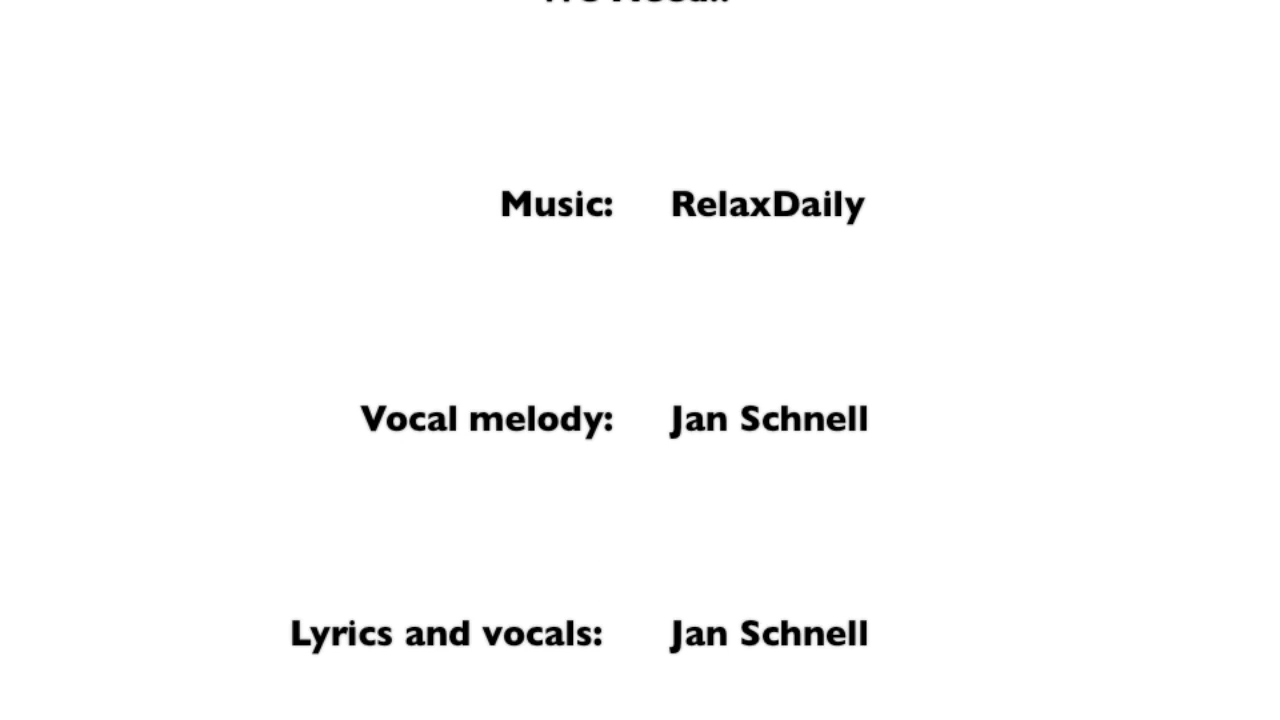 Music: RelaxDaily
Vocal melody: Jan Schnell
Lyrics and vocals: Jan Schnell